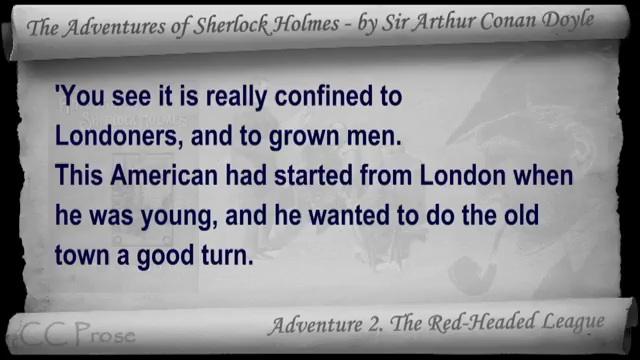 The Adventures of Sherlock Holmes - by Sir Arthur Conan Doyle
'You see it is really confined to
Londoners, and to grown men.
This American had started from London when
he was young, and he wanted to do the old
town a good turn.
CC Prose
Adventure 2. The Red-Headed League